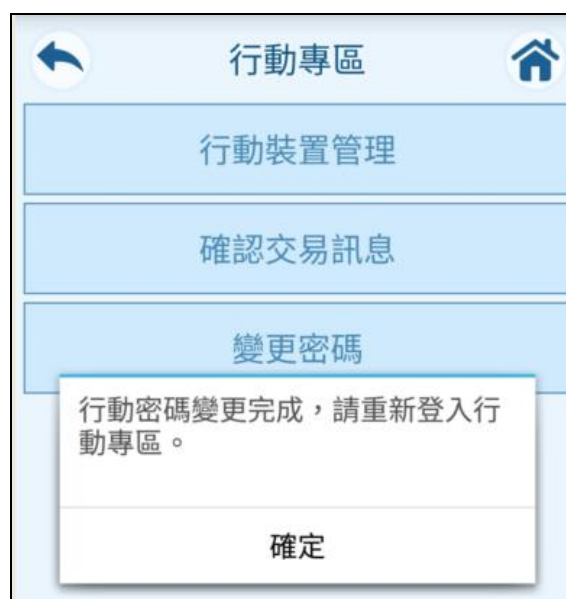 行動專區
行動裝置管理
確認交易訊息
變更密碼
行動密碼變更完成，請重新登入行
動專區。
確定